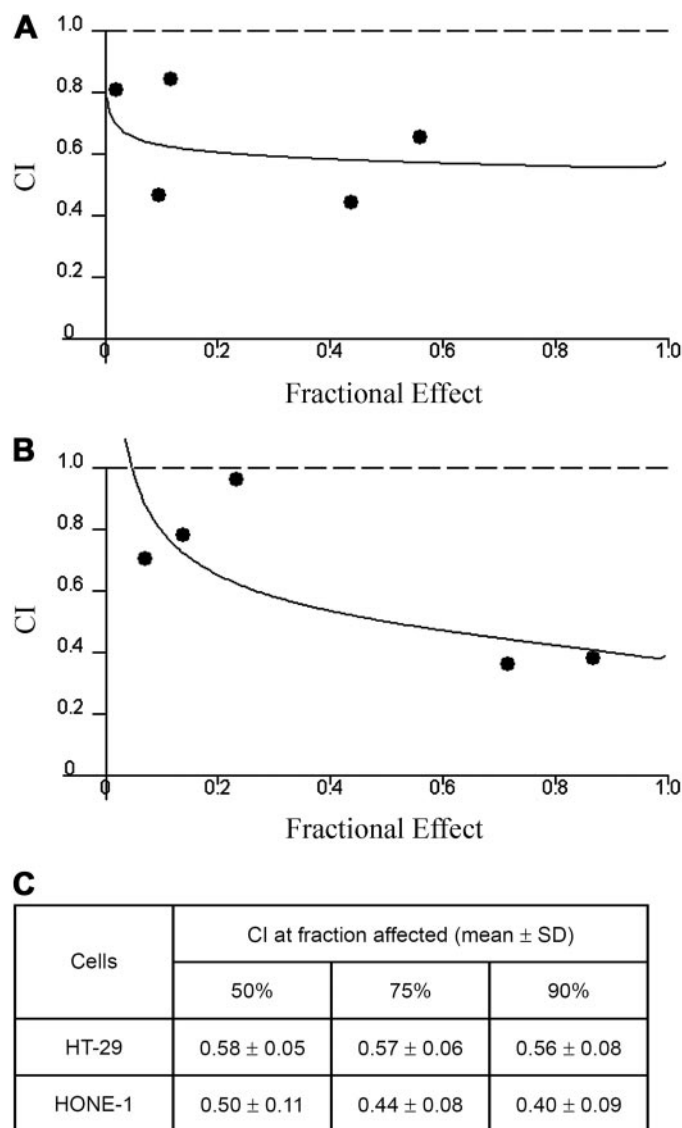 A
1.0
0.8
0.6
0.4
0.2
0
CI
0 0.2 0.4 0.6 0.8 1.0
Fractional Effect
B
1.0
0.8
0.6
0.4
0.2
0
CI
0 0.2 0.4 0.6 0.8 1.0
Fractional Effect
C
Cells
CI at fraction affected (mean ± SD)
50% 75% 90%
HT-29 0.58 ± 0.05 0.57 ± 0.06 0.56 ± 0.08
HONE-1 0.50 ± 0.11 0.44 ± 0.08 0.40 ± 0.09